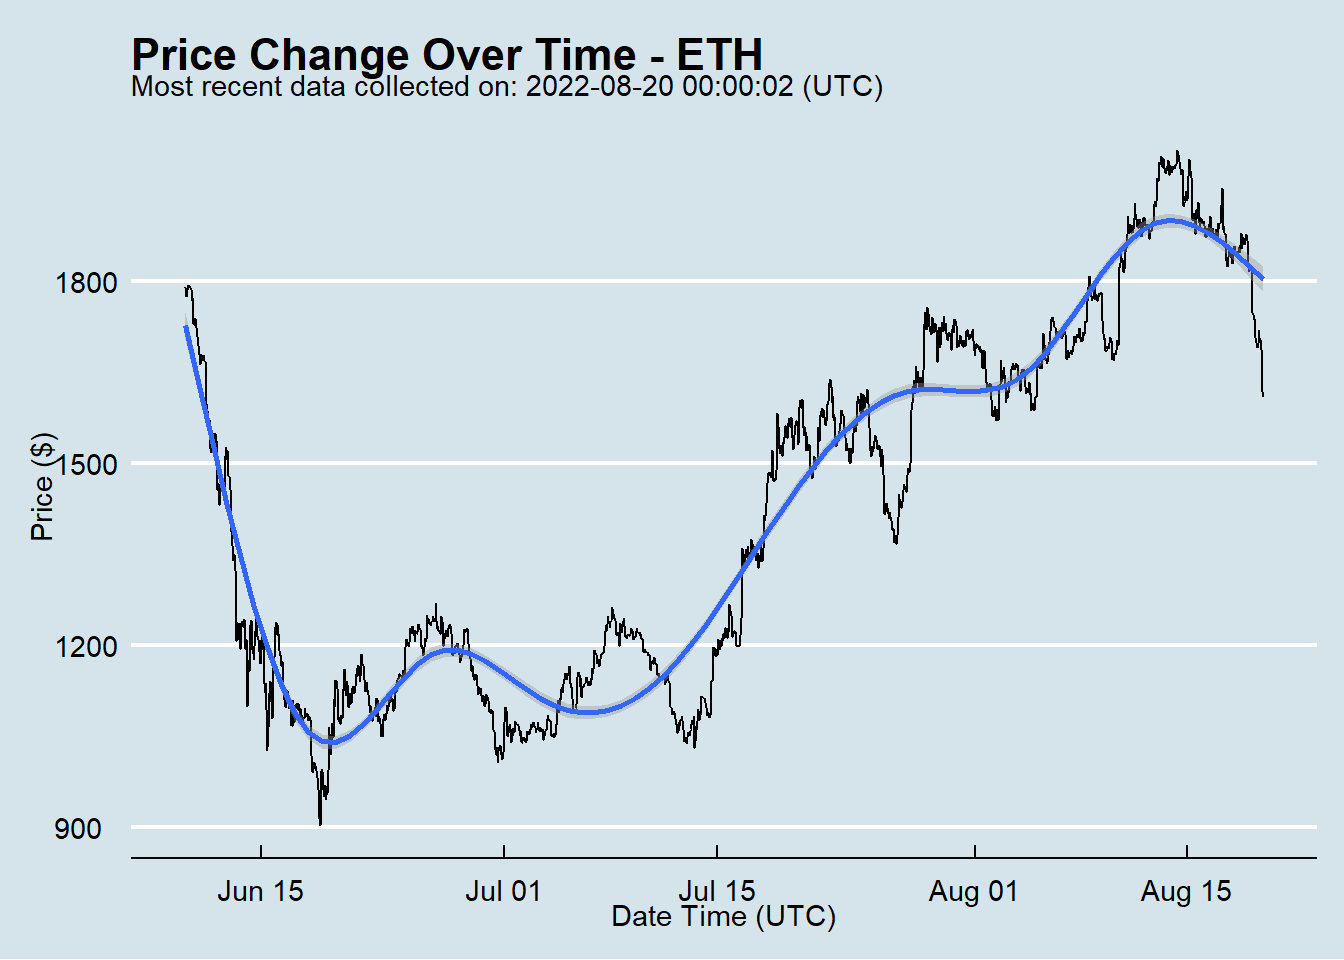 Price Change Over Time - ETH
Most recent data collected on: 2022-08-20 00:00:02 (UTC)
Price ($)
1800
1500
1200
900
Jun 15
Jul 01
Jul 15
Aug 01
Aug 15
Date Time (UTC)